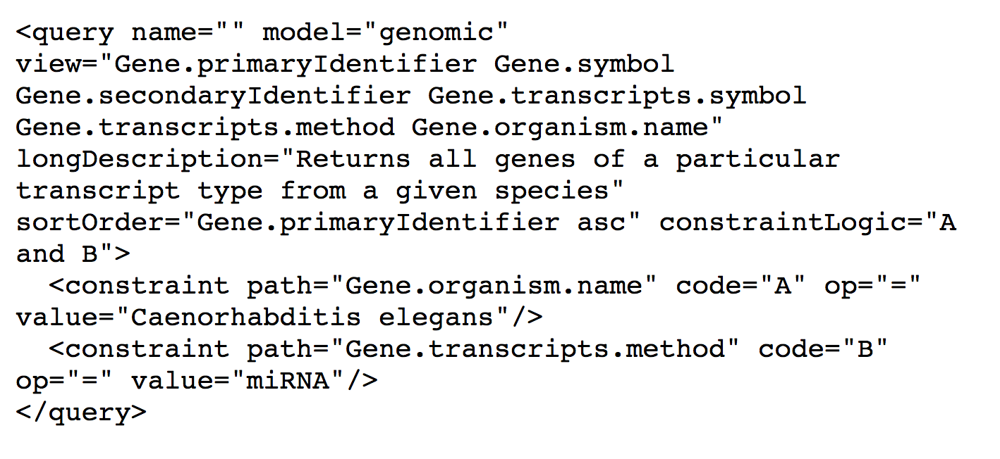 <query name="" model="genomic"
view="Gene.primaryIdentifier Gene.symbol
Gene.secondaryIdentifier Gene.transcripts.symbol
Gene.transcripts.method Gene.organism.name"
longDescription="Returns all genes of a particular
transcript type from a given species"
sortOrder="Gene.primaryIdentifier asc" constraintLogic="A
and B">
  <constraint path="Gene.organism.name" code="A" op="="
value="Caenorhabditis elegans"/>
  <constraint path="Gene.transcripts.method" code="B"
op="=" value="miRNA"/>
</query>